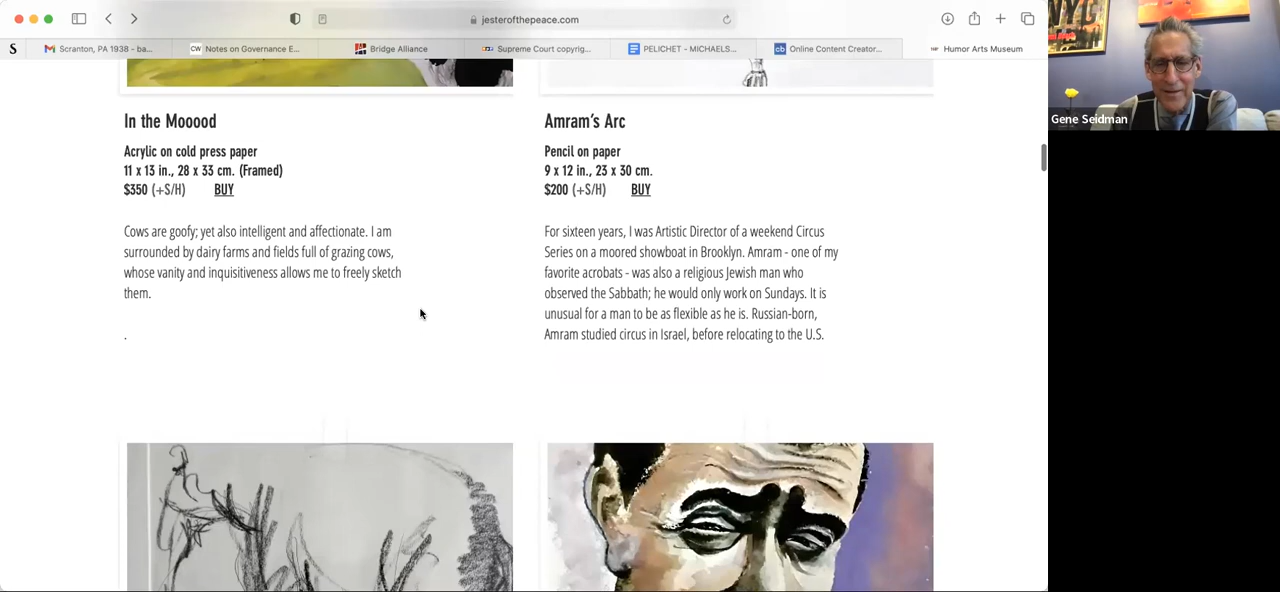 jesterofthepeace.com
S
Scranton, PA 1938 - ba...
CW Notes on Governance E...
Bridge Alliance
Supreme Court copyrig...
PELICHET - MICHAELS...
cb Online Content Creator...
Humor Arts Museum
NYC
Gene Seidman
In the Mooood
Acrylic on cold press paper
11 x 13 in., 28 x 33 cm. (Framed)
$350 (+S/H) BUY
Cows are goofy; yet also intelligent and affectionate. I am
surrounded by dairy farms and fields full of grazing cows,
whose vanity and inquisitiveness allows me to freely sketch
them.
.
Amram's Arc
Pencil on paper
9 x 12 in., 23 x 30 cm.
$200 (+S/H) BUY
For sixteen years, I was Artistic Director of a weekend Circus
Series on a moored showboat in Brooklyn. Amram - one of my
favorite acrobats - was also a religious Jewish man who
observed the Sabbath; he would only work on Sundays. It is
unusual for a man to be as flexible as he is. Russian-born,
Amram studied circus in Israel, before relocating to the U.S.